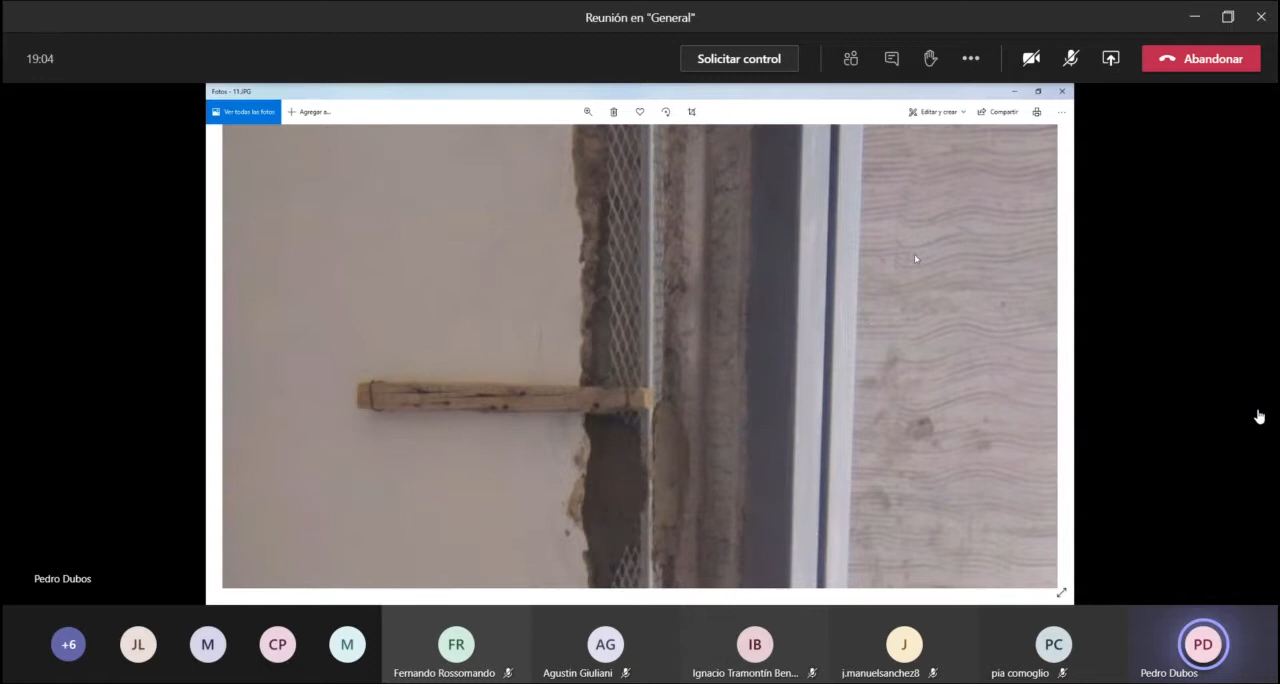 Reunión en "General"
19:04
Solicitar control
Abandonar
Fotos - 11.JPG
Ver todas las fotos
Agregar a...
Editar y crear
Compartir
Pedro Dubos
+6
JL
M
CP
M
FR
AG
IB
J
PC
PD
Fernando Rossomando
Agustin Giuliani
Ignacio Tramontín Ben...
j.manuelsanchez8
pia comoglio
Pedro Dubos